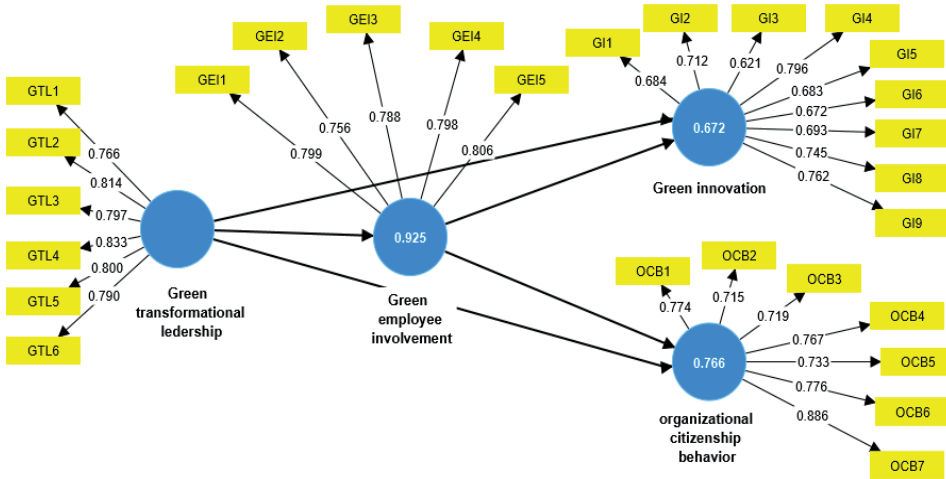 GTL1
GTL2
GTL3
GTL4
GTL5
GTL6
0.766
0.814
0.797
0.833
0.800
0.790
Green
transformational
ledership
GEI1
GEI2
GEI3
GEI4
GEI5
0.799
0.756
0.788
0.798
0.806
0.925
Green
employee
involvement
GI1
GI2
GI3
GI4
GI5
GI6
GI7
GI8
GI9
0.684
0.712
0.621
0.796
0.683
0.672
0.693
0.745
0.762
0.672
Green innovation
OCB1
OCB2
OCB3
OCB4
OCB5
OCB6
OCB7
0.774
0.715
0.719
0.767
0.733
0.776
0.886
0.766
organizational
citizenship
behavior